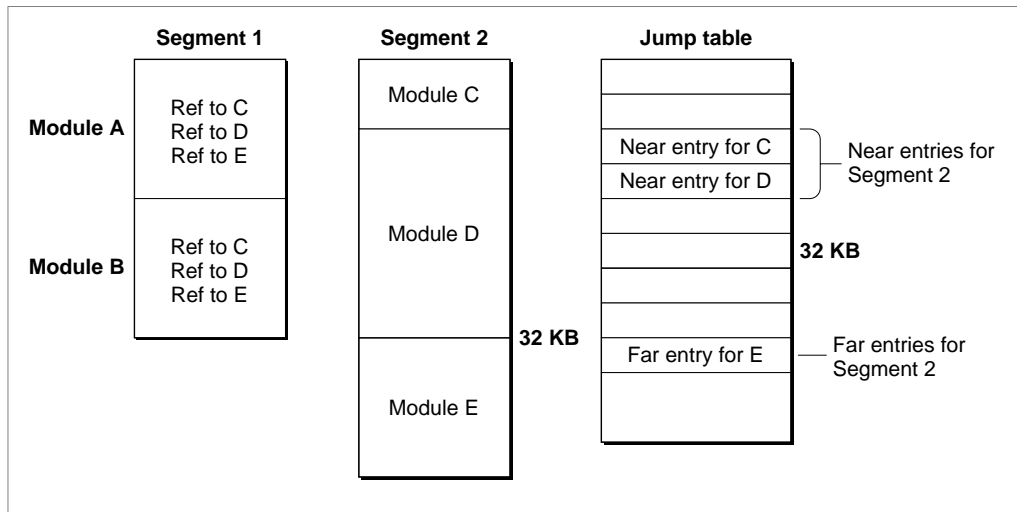 Segment 1
Segment 2
Jump table
Module A
Ref to C
Ref to D
Ref to E
Module B
Ref to C
Ref to D
Ref to E
Module C
Module D
32 KB
Module E
Near entry for C
Near entry for D
Near entries for
Segment 2
32 KB
Far entry for E
Far entries for
Segment 2